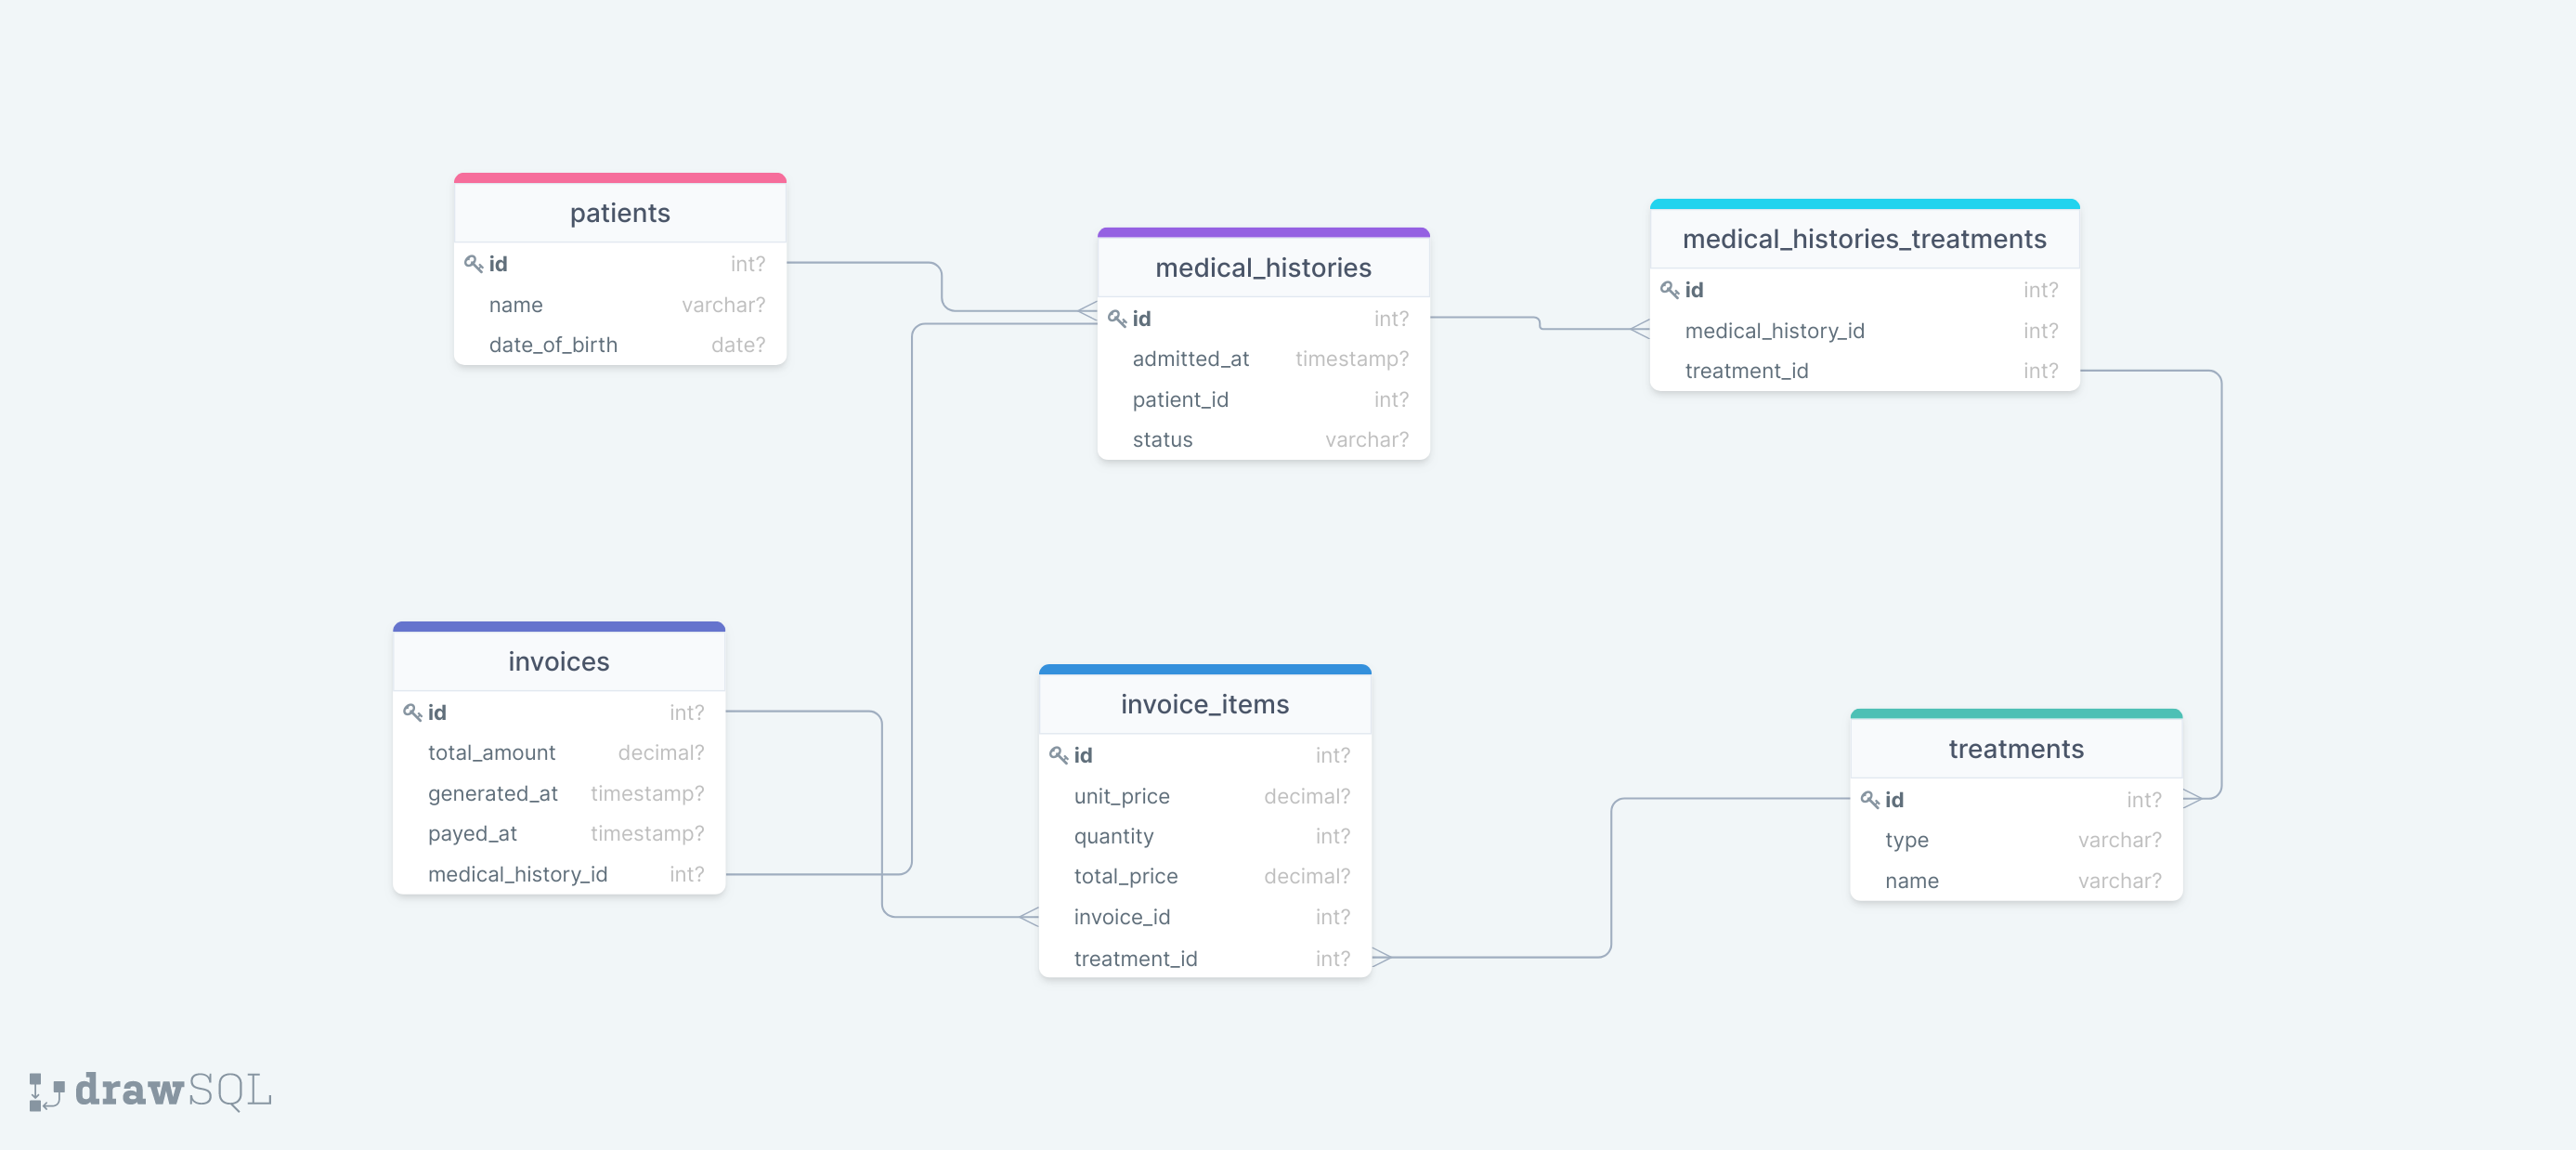 patients
id int?
name varchar?
date_of_birth date?
medical_histories
id int?
admitted_at timestamp?
patient_id int?
status varchar?
medical_histories_treatments
id int?
medical_history_id int?
treatment_id int?
invoices
id int?
total_amount decimal?
generated_at timestamp?
payed_at timestamp?
medical_history_id int?
invoice_items
id int?
unit_price decimal?
quantity int?
total_price decimal?
invoice_id int?
treatment_id int?
treatments
id int?
type varchar?
name varchar?
drawSQL